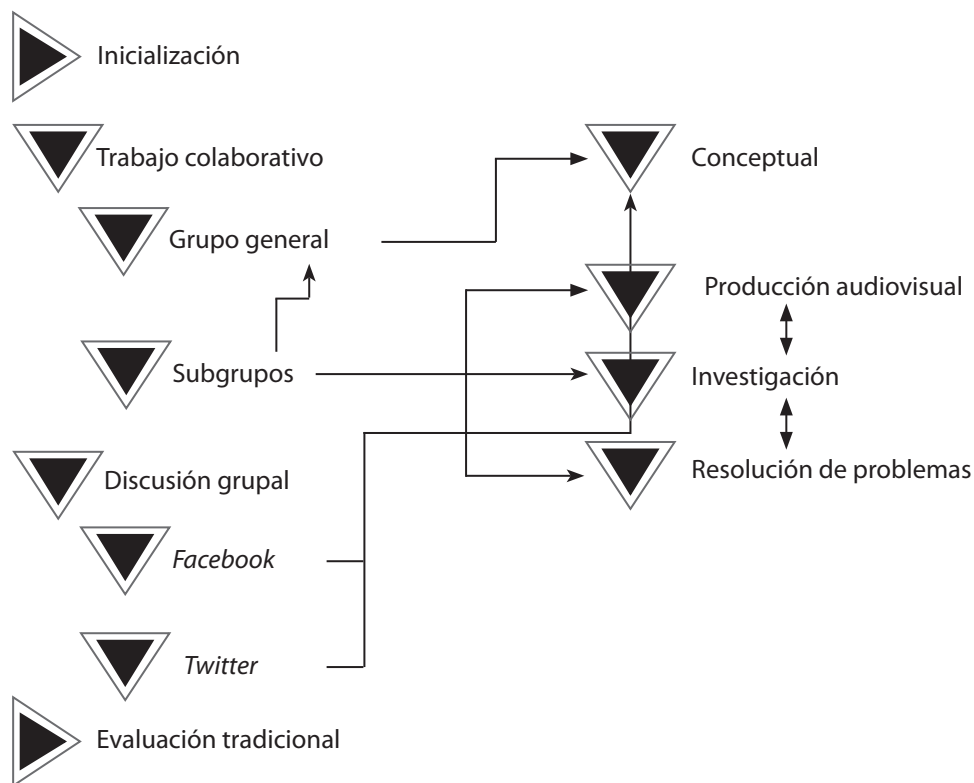 Inicialización
Trabajo colaborativo
Conceptual
Grupo general
Producción audiovisual
Subgrupos
Investigación
Discusión grupal
Resolución de problemas
Facebook
Twitter
Evaluación tradicional